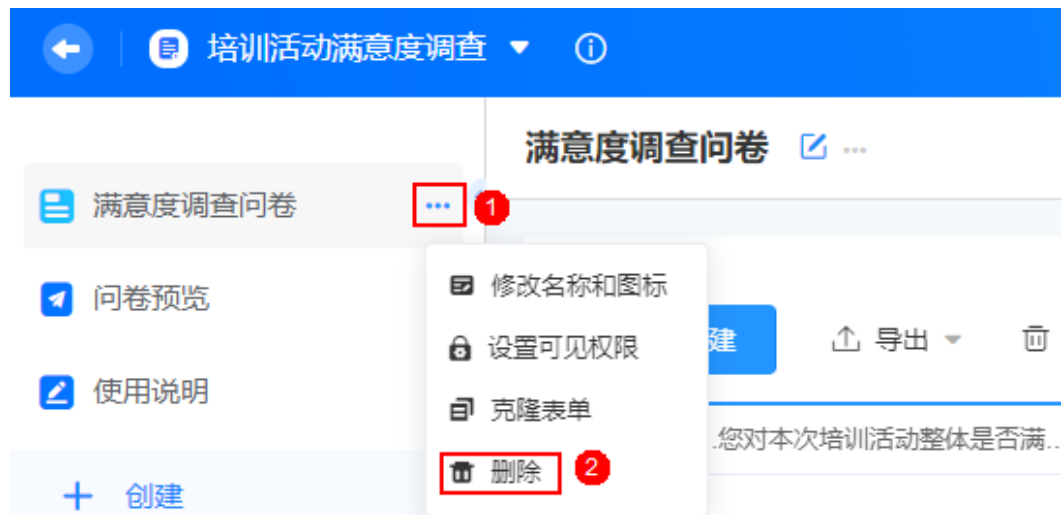 培训活动满意度调查
满意度调查问卷
满意度调查问卷
1
问卷预览
使用说明
创建
修改名称和图标
设置可见权限
克隆表单
删除
2
建
导出
.您对本次培训活动整体是否满...